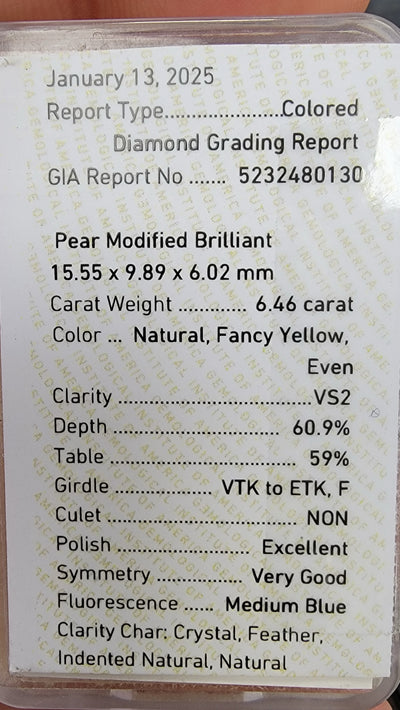 January 13, 2025
Report Type......................Colored
Diamond Grading Report
GIA Report No ....... 5232480130
Pear Modified Brilliant
15.55 x 9.89 x 6.02 mm
Carat Weight ............ 6.46 carat
Color ... Natural, Fancy Yellow,
Even
Clarity ..................................VS2
Depth ............................. 60.9%
Table ................................ 59%
Girdle ................. VTK to ETK, F
Culet ................................. NON
Polish ....................... Excellent
Symmetry ............... Very Good
Fluorescence ...... Medium Blue
Clarity Char: Crystal, Feather,
Indented Natural, Natural